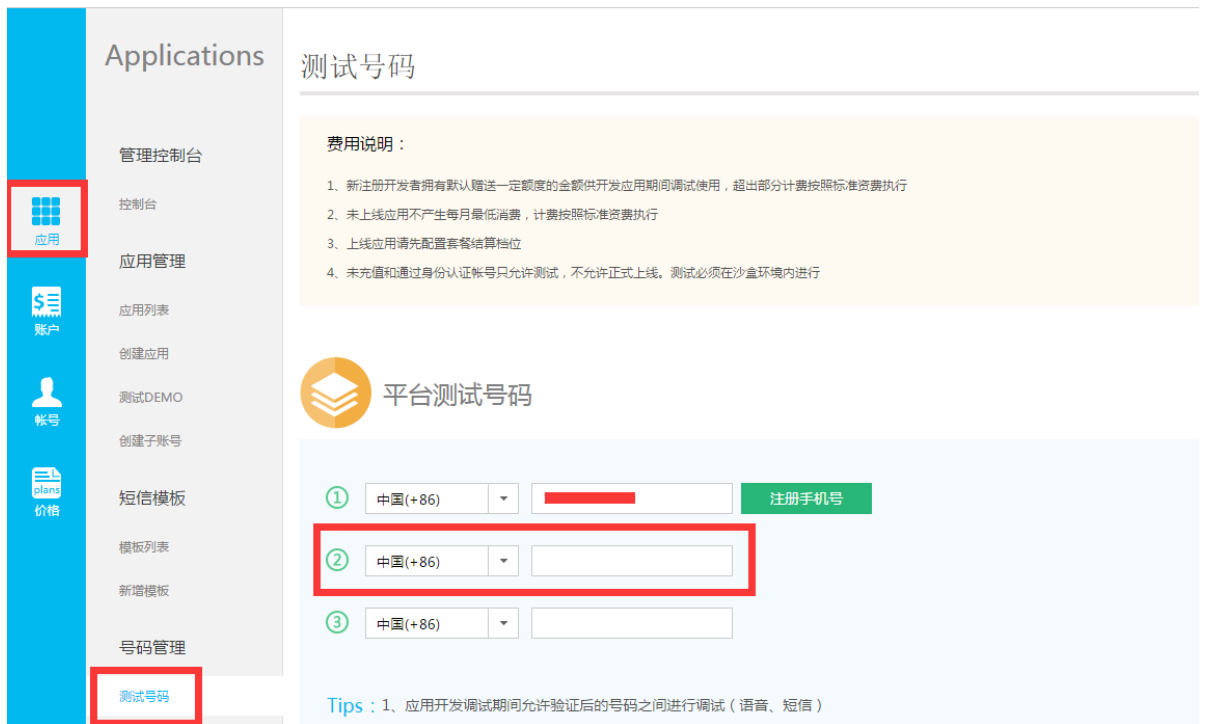 应用
账户
帐号
plans
价格
Applications
管理控制台
控制台
应用管理
应用列表
创建应用
测试DEMO
创建子账号
短信模板
模板列表
新增模板
号码管理
测试号码
测试号码
费用说明：
1、新注册开发者拥有默认赠送一定额度的金额供开发应用期间调试使用，超出部分计费按照标准资费执行
2、未上线应用不产生每月最低消费，计费按照标准资费执行
3、上线应用请先配置套餐结算档位
4、未充值和通过身份认证帐号只允许测试，不允许正式上线。测试必须在沙盒环境内进行
平台测试号码
① 中国(+86) 注册手机号
② 中国(+86)
③ 中国(+86)
Tips：1、应用开发调试期间允许验证后的号码之间进行调试（语音、短信）